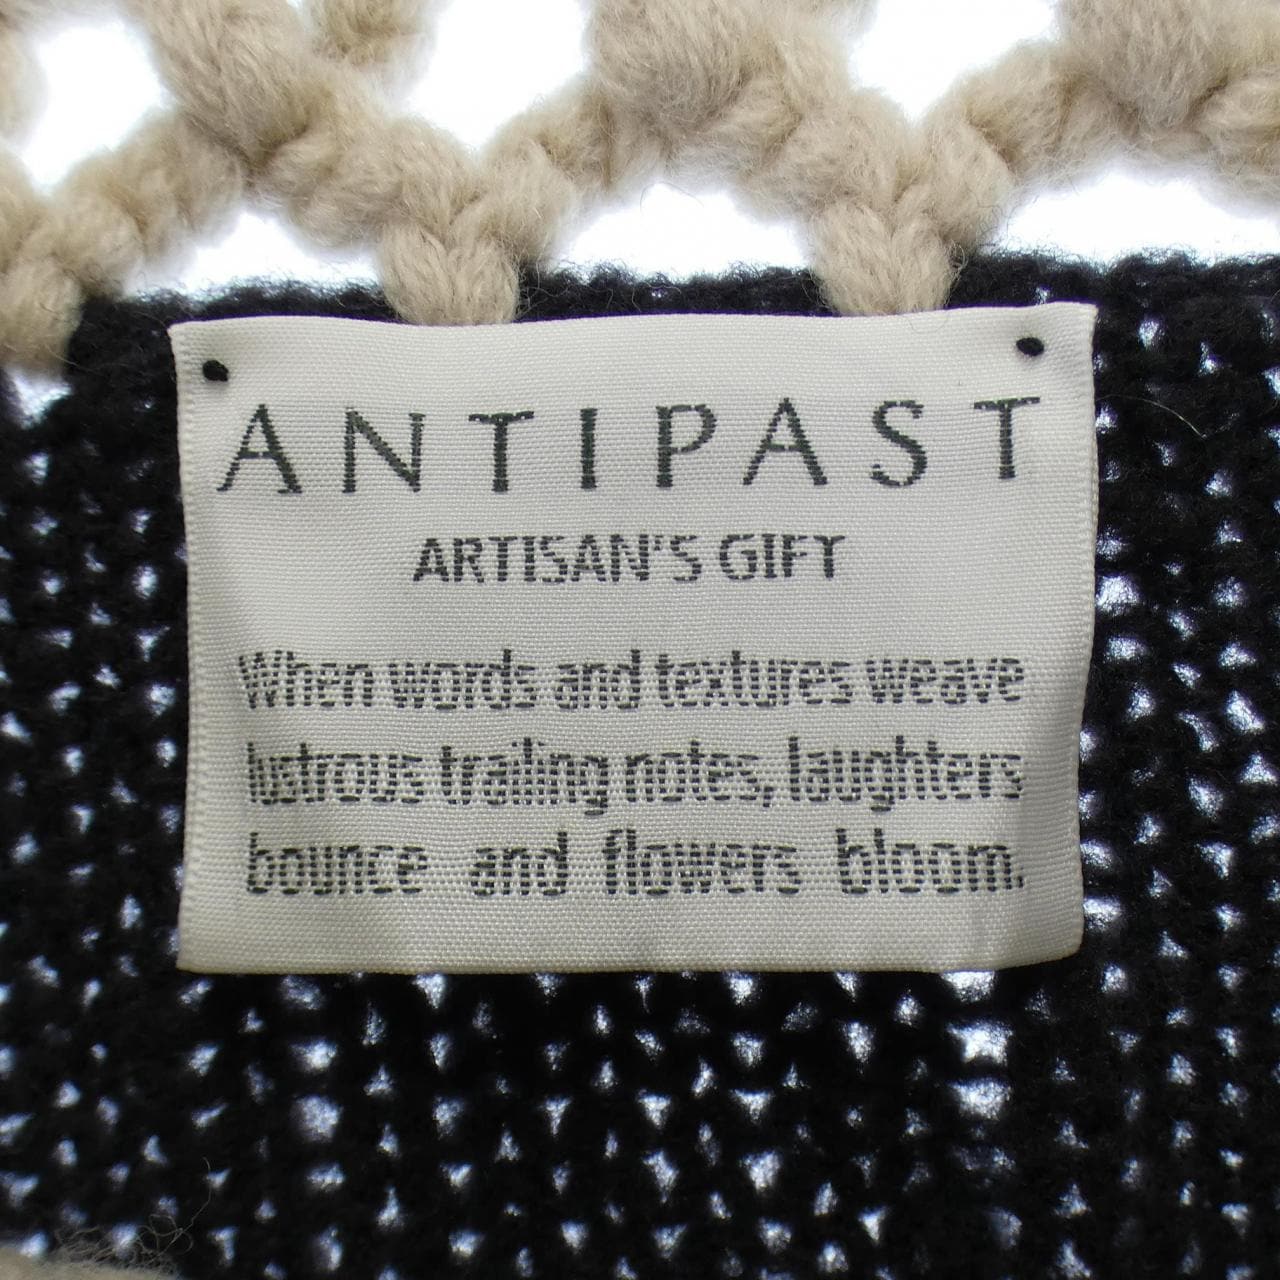 ANTIPAST
ARTISAN'S GIFT
When words and textures weave
lustrous trailing notes, laughters
bounce and flowers bloom.